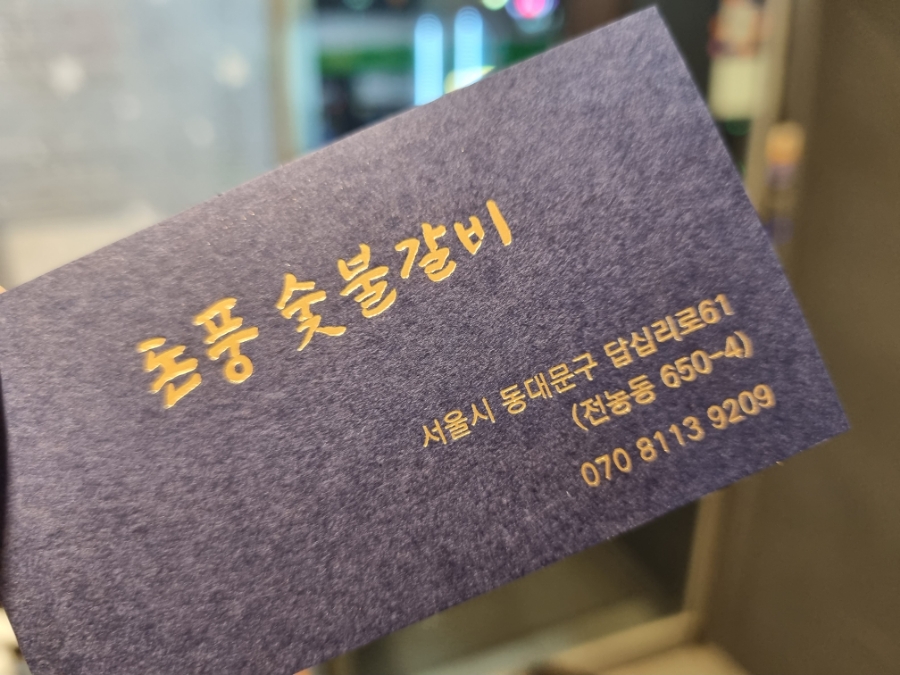 촌풍 숯불갈비
서울시 동대문구 답십리로61
(전농동 650-4)
070 8113 9209